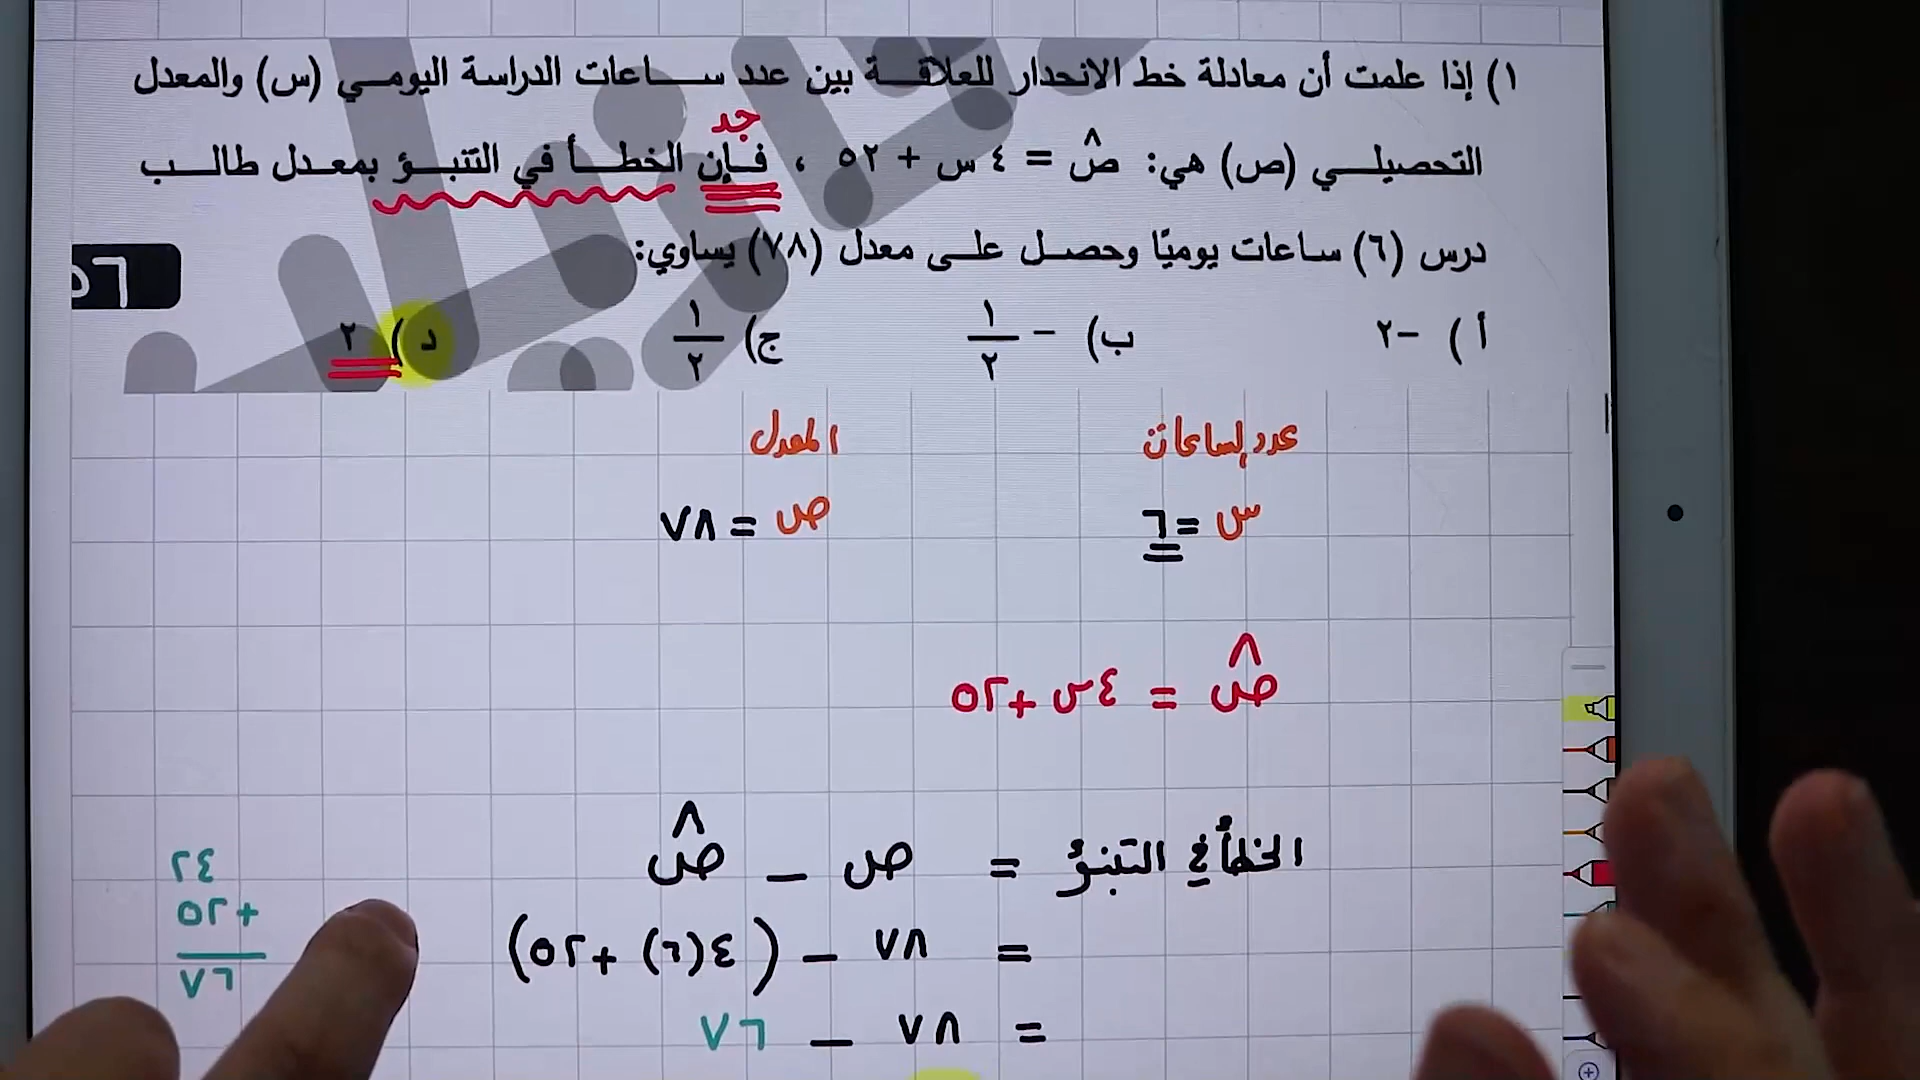 ١) إذا علمت أن معادلة خط الانحدار للعلاقة بين عدد ساعات الدراسة اليومي (س) والمعدل
جد
التحصيلي (ص) هي: ص^ = ٤ س + ٥٢ ، فإن الخطأ في التنبؤ بمعدل طالب
درس (٦) ساعات يوميًا وحصل على معدل (٧٨) يساوي:
٥٦
أ ) -٢ ب) - ١/٢ ج) ١/٢ د ) ٢
عدد الساعات المعدل
س = ٦ ص = ٧٨
ص^ = ٤س + ٥٢
الخطأ في التنبؤ = ص - ص^
= ٧٨ - (٤(٦) + ٥٢)
= ٧٨ - ٧٦
٢٤
+٥٢
٧٦